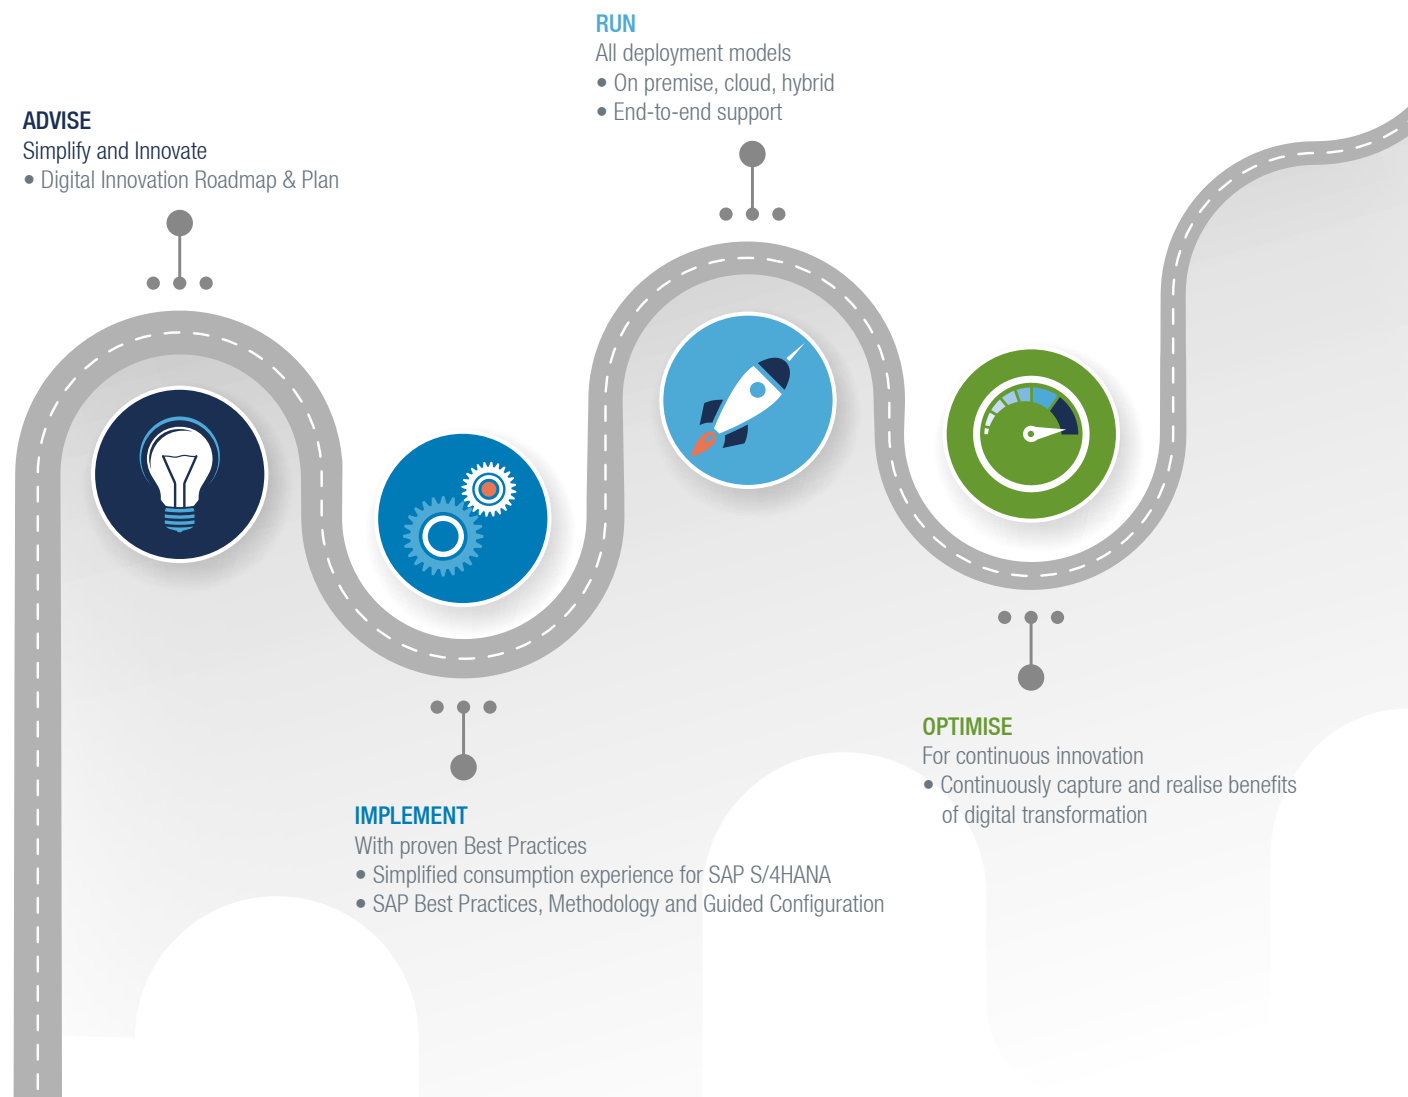 ADVISE
Simplify and Innovate
• Digital Innovation Roadmap & Plan
IMPLEMENT
With proven Best Practices
• Simplified consumption experience for SAP S/4HANA
• SAP Best Practices, Methodology and Guided Configuration
RUN
All deployment models
• On premise, cloud, hybrid
• End-to-end support
OPTIMISE
For continuous innovation
• Continuously capture and realise benefits
of digital transformation